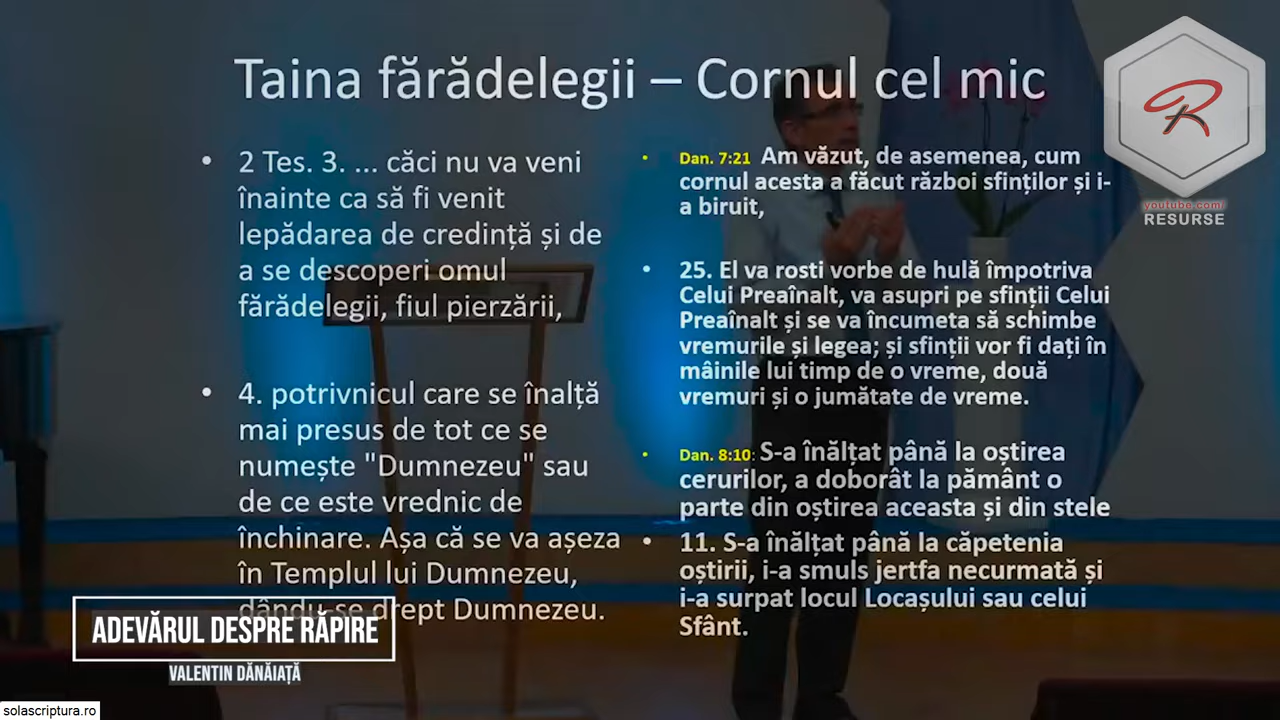 Taina fărădelegii – Cornul cel mic
• 2 Tes. 3. ... căci nu va veni
înainte ca să fi venit
lepădarea de credință și de
a se descoperi omul
fărădelegii, fiul pierzării,
• 4. potrivnicul care se înalță
mai presus de tot ce se
numește "Dumnezeu" sau
de ce este vrednic de
închinare. Așa că se va așeza
în Templul lui Dumnezeu,
dându-se drept Dumnezeu.
• Dan. 7:21 Am văzut, de asemenea, cum
cornul acesta a făcut război sfinților și i-
a biruit,
• 25. El va rosti vorbe de hulă împotriva
Celui Preaînalt, va asupri pe sfinții Celui
Preaînalt și se va încumeta să schimbe
vremurile și legea; și sfinții vor fi dați în
mâinile lui timp de o vreme, două
vremuri și o jumătate de vreme.
• Dan. 8:10: S-a înălțat până la oștirea
cerurilor, a doborât la pământ o
parte din oștirea aceasta și din stele
• 11. S-a înălțat până la căpetenia
oștirii, i-a smuls jertfa necurmată și
i-a surpat locul Locașului sau celui
Sfânt.
R
youtube.com/
RESURSE
ADEVĂRUL DESPRE RĂPIRE
VALENTIN DĂNĂIAȚĂ
solascriptura.ro